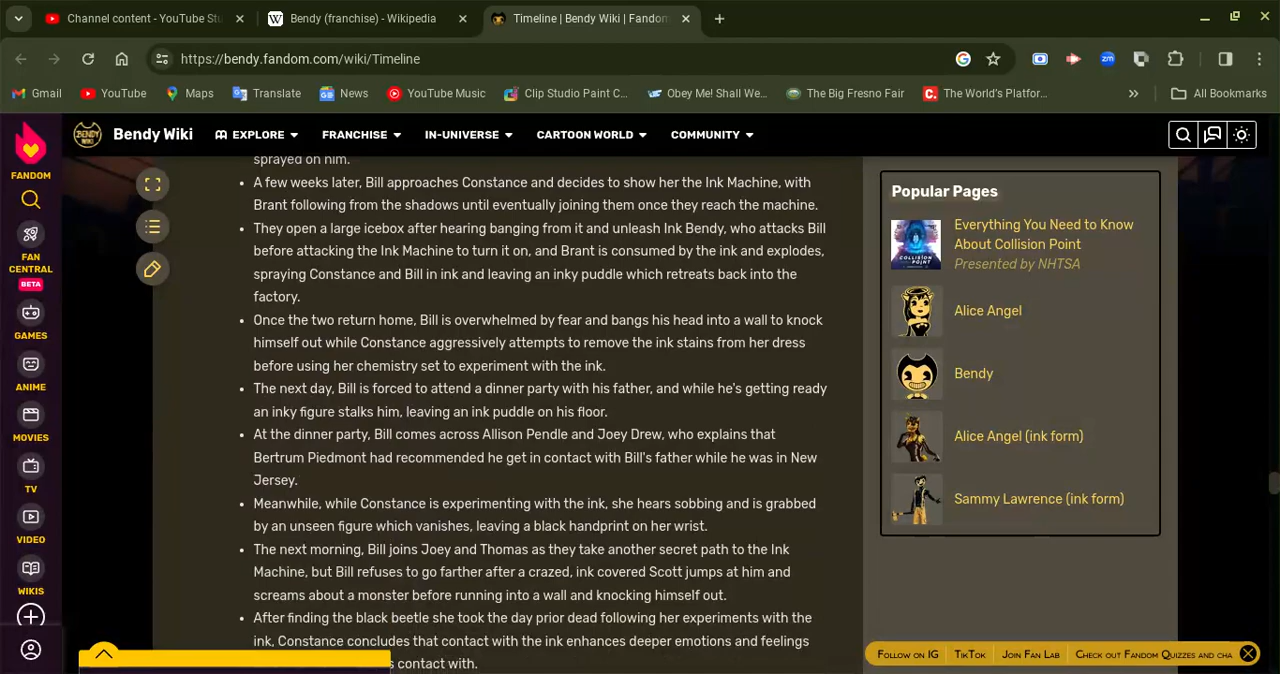 Channel content - YouTube Stu
Bendy (franchise) - Wikipedia
Timeline | Bendy Wiki | Fandom
https://bendy.fandom.com/wiki/Timeline
Gmail
YouTube
Maps
Translate
News
YouTube Music
Clip Studio Paint C...
Obey Me! Shall We...
The Big Fresno Fair
The World's Platfor...
All Bookmarks
Bendy Wiki
EXPLORE
FRANCHISE
IN-UNIVERSE
CARTOON WORLD
COMMUNITY
FANDOM
FAN
CENTRAL
BETA
GAMES
ANIME
MOVIES
TV
VIDEO
WIKIS
sprayed on him.
• A few weeks later, Bill approaches Constance and decides to show her the Ink Machine, with
Brant following from the shadows until eventually joining them once they reach the machine.
• They open a large icebox after hearing banging from it and unleash Ink Bendy, who attacks Bill
before attacking the Ink Machine to turn it on, and Brant is consumed by the ink and explodes,
spraying Constance and Bill in ink and leaving an inky puddle which retreats back into the
factory.
• Once the two return home, Bill is overwhelmed by fear and bangs his head into a wall to knock
himself out while Constance aggressively attempts to remove the ink stains from her dress
before using her chemistry set to experiment with the ink.
• The next day, Bill is forced to attend a dinner party with his father, and while he's getting ready
an inky figure stalks him, leaving an ink puddle on his floor.
• At the dinner party, Bill comes across Allison Pendle and Joey Drew, who explains that
Bertrum Piedmont had recommended he get in contact with Bill's father while he was in New
Jersey.
• Meanwhile, while Constance is experimenting with the ink, she hears sobbing and is grabbed
by an unseen figure which vanishes, leaving a black handprint on her wrist.
• The next morning, Bill joins Joey and Thomas as they take another secret path to the Ink
Machine, but Bill refuses to go farther after a crazed, ink covered Scott jumps at him and
screams about a monster before running into a wall and knocking himself out.
• After finding the black beetle she took the day prior dead following her experiments with the
ink, Constance concludes that contact with the ink enhances deeper emotions and feelings
s contact with.
Popular Pages
Everything You Need to Know
About Collision Point
Presented by NHTSA
Alice Angel
Bendy
Alice Angel (ink form)
Sammy Lawrence (ink form)
FOLLOW ON IG
TIKTOK
JOIN FAN LAB
CHECK OUT FANDOM QUIZZES AND CHA